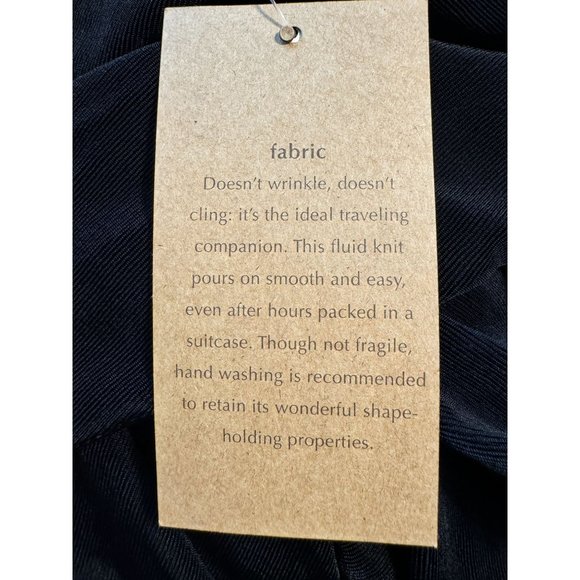 fabric
Doesn't wrinkle, doesn't
cling: it's the ideal traveling
companion. This fluid knit
pours on smooth and easy,
even after hours packed in a
suitcase. Though not fragile,
hand washing is recommended
to retain its wonderful shape-
holding properties.